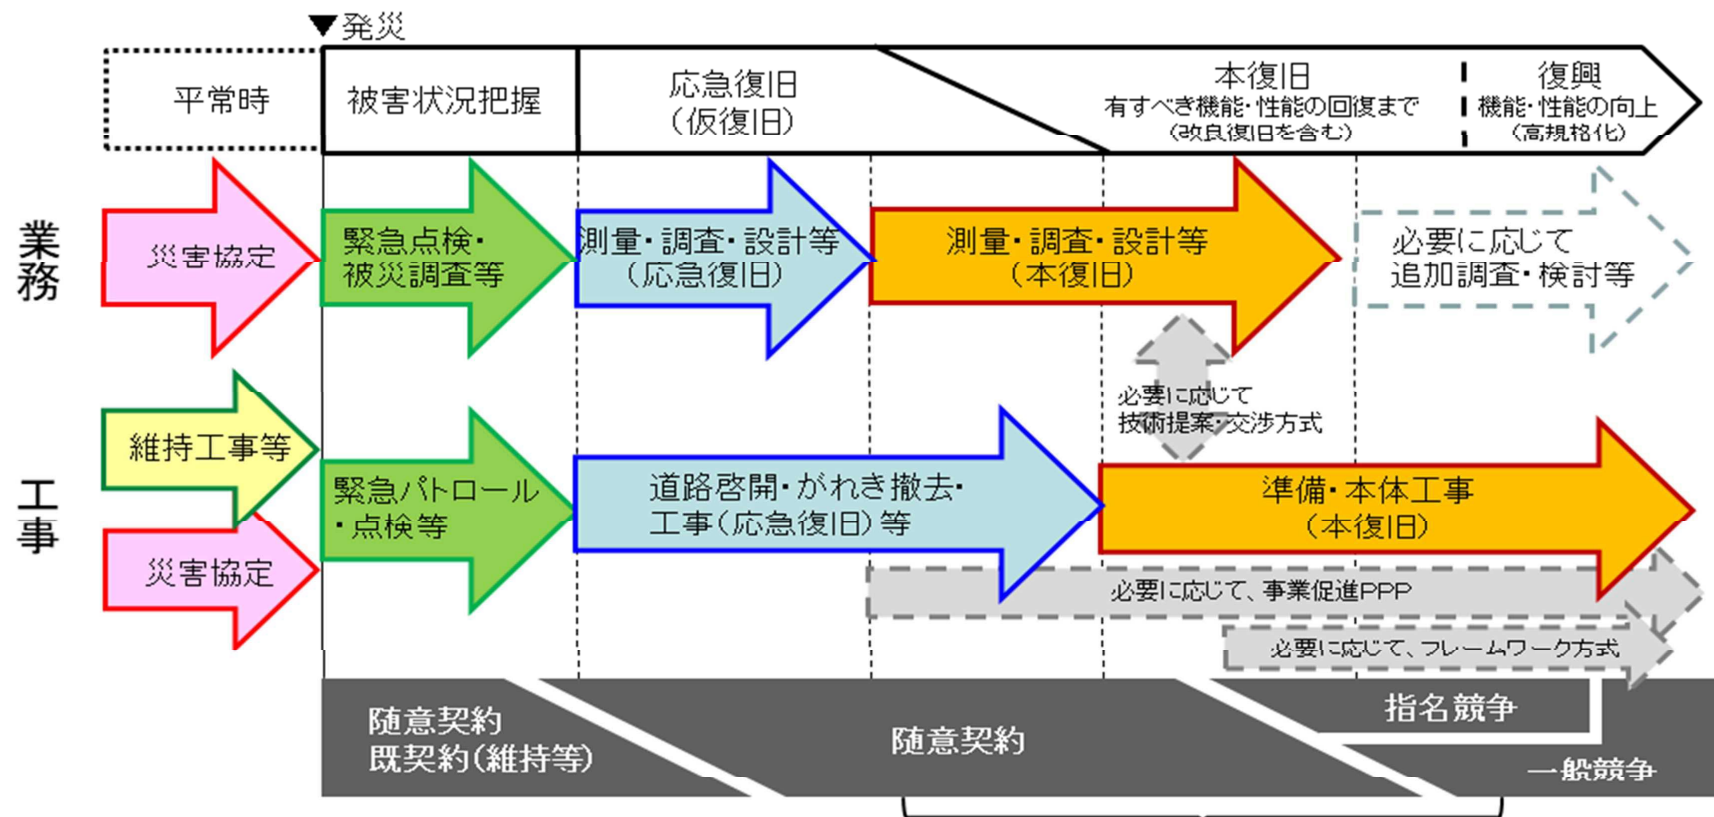 ▼発災
平常時
被害状況把握
応急復旧
(仮復旧)
本復旧
有すべき機能・性能の回復まで
(改良復旧を含む)
復興
機能・性能の向上
(高規格化)
業務
災害協定
緊急点検・
被災調査等
測量・調査・設計等
(応急復旧)
測量・調査・設計等
(本復旧)
必要に応じて
追加調査・検討等
必要に応じて
技術提案・交渉方式
工事
維持工事等
災害協定
緊急パトロール
・点検等
道路啓開・がれき撤去・
工事(応急復旧)等
準備・本体工事
(本復旧)
必要に応じて、事業促進PPP
必要に応じて、フレームワーク方式
随意契約
既契約(維持等)
随意契約
指名競争
一般競争